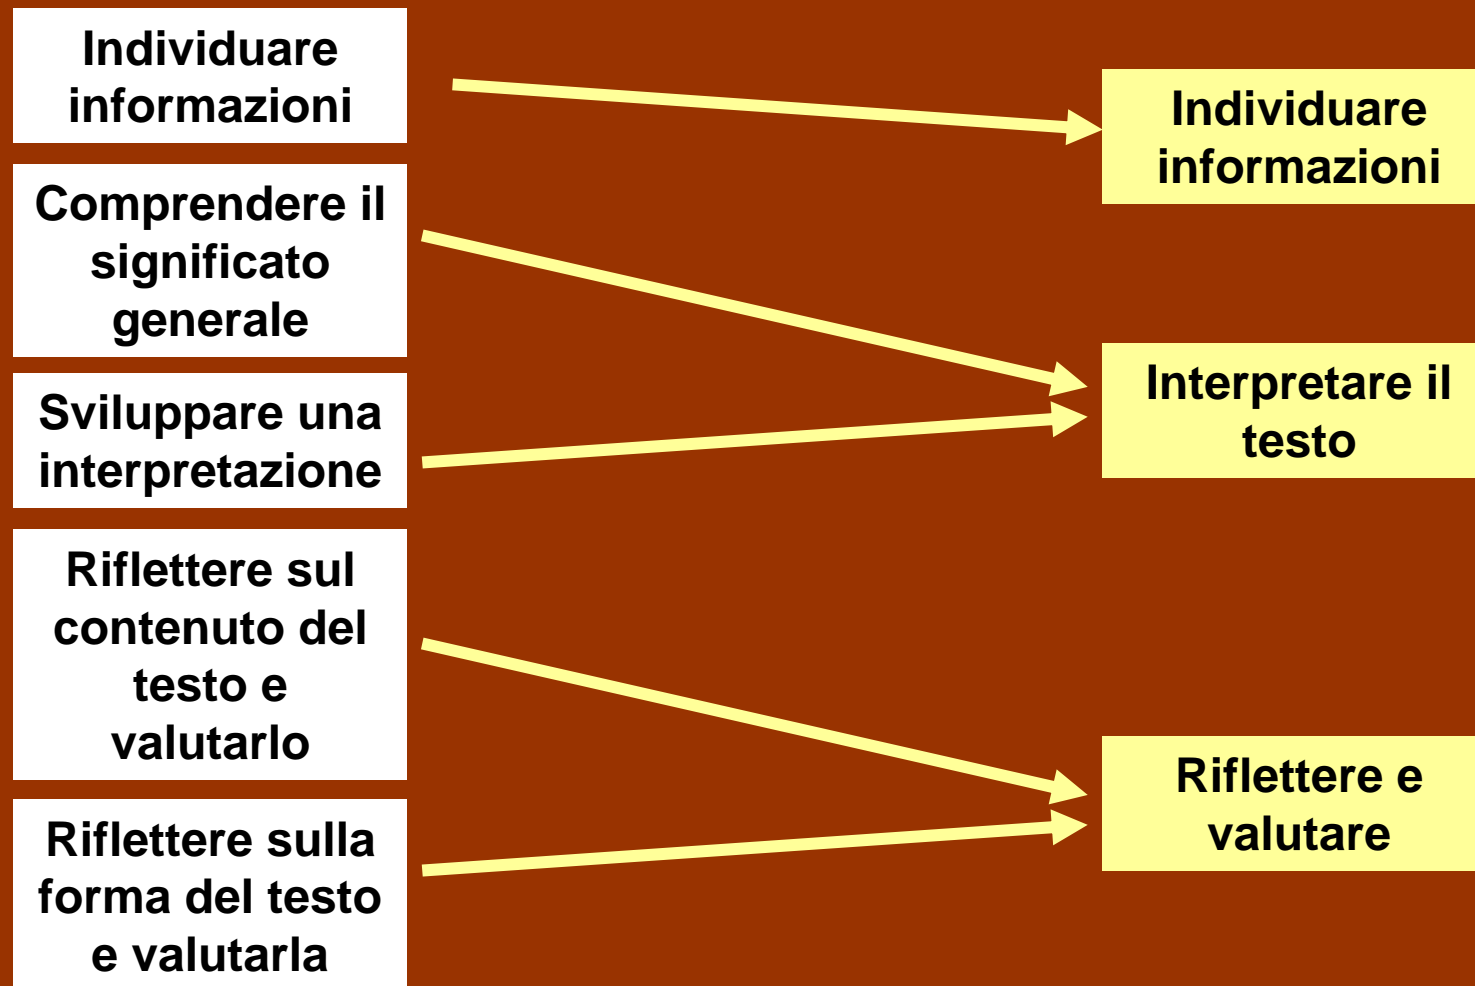 Individuare
informazioni
Comprendere il
significato
generale
Sviluppare una
interpretazione
Riflettere sul
contenuto del
testo e
valutarlo
Riflettere sulla
forma del testo
e valutarla
Individuare
informazioni
Interpretare il
testo
Riflettere e
valutare